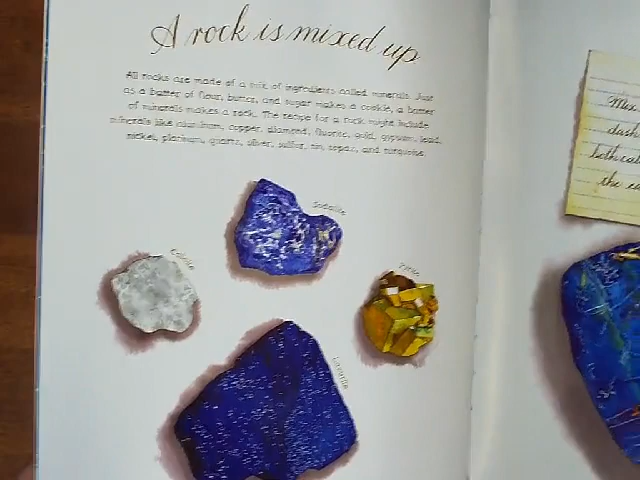 A rock is mixed up
All rocks are made of a mix of ingredients called minerals. Just
as a batter of flour, butter, and sugar makes a cookie, a batter
of minerals makes a rock. The recipe for a rock might include
minerals like aluminum, copper, diamond, fluorite, gold, gypsum, lead,
nickel, platinum, quartz, silver, sulfur, tin, topaz, and turquoise.
Sodalite
Calcite
Pyrite
Lazurite
Mix
dash
both cal
the ea